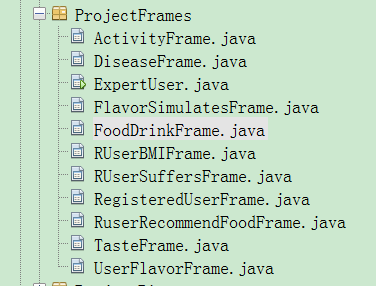 ProjectFrames
ActivityFrame.java
DiseaseFrame.java
ExpertUser.java
FlavorSimulatesFrame.java
FoodDrinkFrame.java
RUserBMIFrame.java
RUserSuffersFrame.java
RegisteredUserFrame.java
RuserRecommendFoodFrame.java
TasteFrame.java
UserFlavorFrame.java